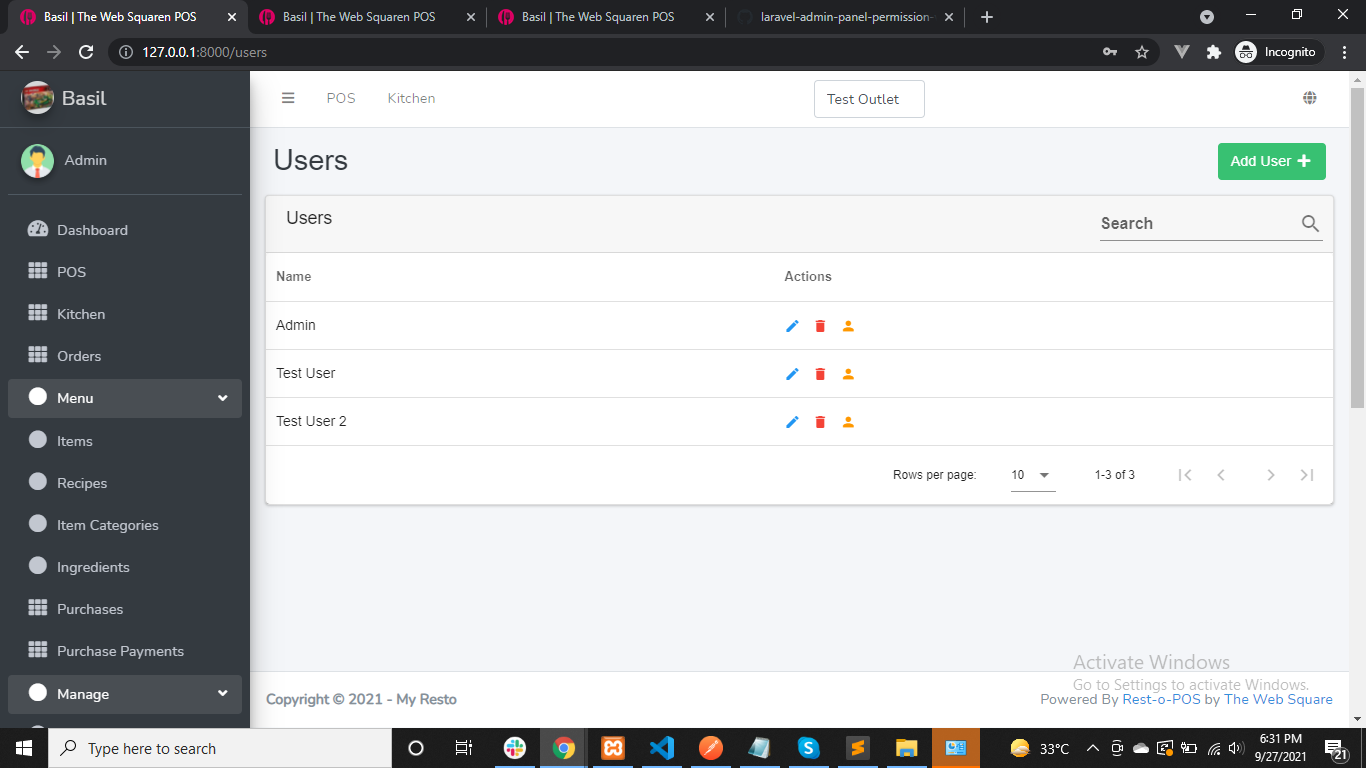 Basil | The Web Squaren POS
Basil | The Web Squaren POS
Basil | The Web Squaren POS
laravel-admin-panel-permission-
127.0.0.1:8000/users
Incognito
Basil
POS
Kitchen
Test Outlet
Admin
Users
Add User
Dashboard
POS
Kitchen
Orders
Menu
Items
Recipes
Item Categories
Ingredients
Purchases
Purchase Payments
Manage
Users
Search
Name
Actions
Admin
Test User
Test User 2
Rows per page:
10
1-3 of 3
Activate Windows
Go to Settings to activate Windows.
Copyright © 2021 - My Resto
Powered By Rest-o-POS by The Web Square
Type here to search
33°C
6:31 PM
9/27/2021
21